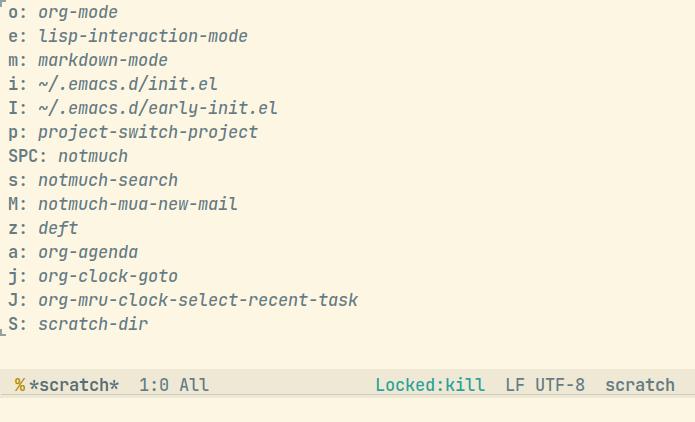 o: org-mode
e: lisp-interaction-mode
m: markdown-mode
i: ~/.emacs.d/init.el
I: ~/.emacs.d/early-init.el
p: project-switch-project
SPC: notmuch
s: notmuch-search
M: notmuch-mua-new-mail
z: deft
a: org-agenda
j: org-clock-goto
J: org-mru-clock-select-recent-task
S: scratch-dir
%*scratch* 1:0 All Locked:kill LF UTF-8 scratch